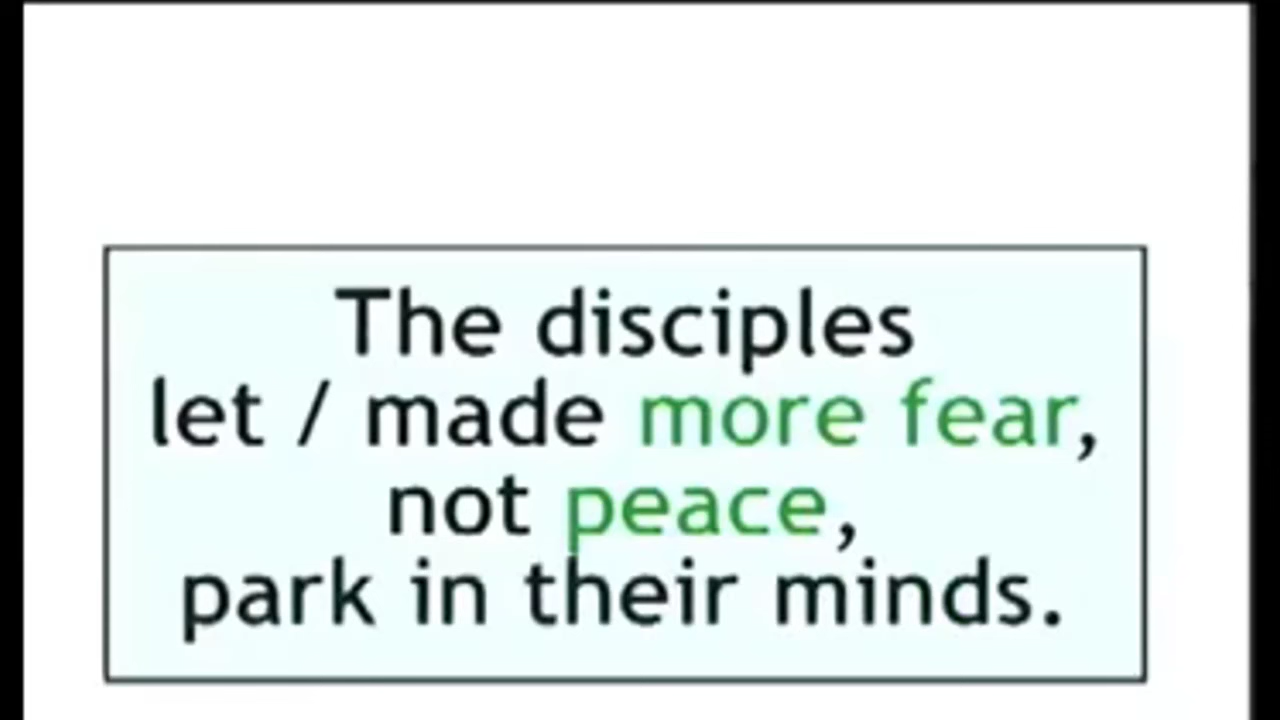 The disciples
let / made more fear,
not peace,
park in their minds.